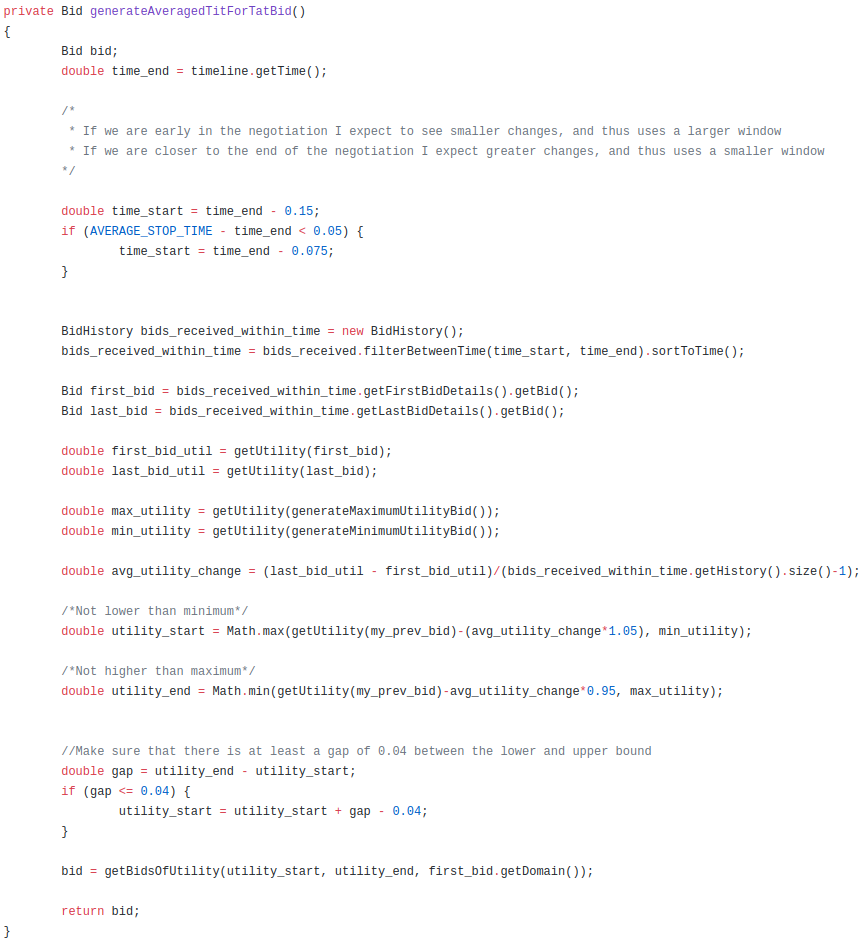 private Bid generateAveragedTitForTatBid()
{
        Bid bid;
        double time_end = timeline.getTime();

        /*
         * If we are early in the negotiation I expect to see smaller changes, and thus uses a larger window
         * If we are closer to the end of the negotiation I expect greater changes, and thus uses a smaller window
        */

        double time_start = time_end - 0.15;
        if (AVERAGE_STOP_TIME - time_end < 0.05) {
                time_start = time_end - 0.075;
        }


        BidHistory bids_received_within_time = new BidHistory();
        bids_received_within_time = bids_received.filterBetweenTime(time_start, time_end).sortToTime();

        Bid first_bid = bids_received_within_time.getFirstBidDetails().getBid();
        Bid last_bid = bids_received_within_time.getLastBidDetails().getBid();

        double first_bid_util = getUtility(first_bid);
        double last_bid_util = getUtility(last_bid);

        double max_utility = getUtility(generateMaximumUtilityBid());
        double min_utility = getUtility(generateMinimumUtilityBid());

        double avg_utility_change = (last_bid_util - first_bid_util)/(bids_received_within_time.getHistory().size()-1);

        /*Not lower than minimum*/
        double utility_start = Math.max(getUtility(my_prev_bid)-(avg_utility_change*1.05), min_utility);

        /*Not higher than maximum*/
        double utility_end = Math.min(getUtility(my_prev_bid)-avg_utility_change*0.95, max_utility);


        //Make sure that there is at least a gap of 0.04 between the lower and upper bound
        double gap = utility_end - utility_start;
        if (gap <= 0.04) {
                utility_start = utility_start + gap - 0.04;
        }

        bid = getBidsOfUtility(utility_start, utility_end, first_bid.getDomain());

        return bid;
}